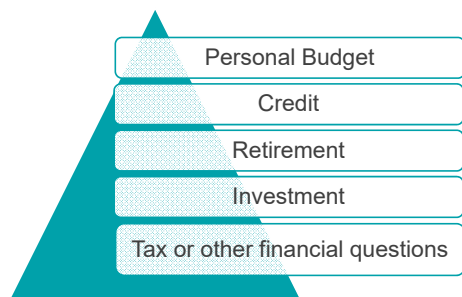 Personal Budget
Credit
Retirement
Investment
Tax or other financial questions